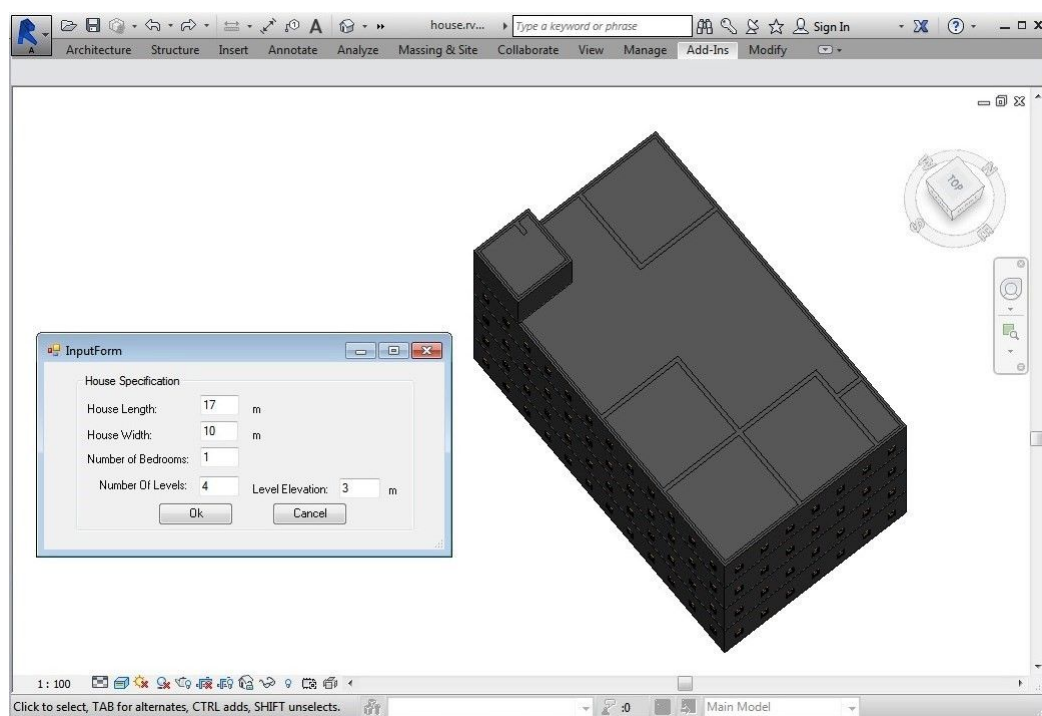 house.rv... Type a keyword or phrase Sign In
A Architecture Structure Insert Annotate Analyze Massing & Site Collaborate View Manage Add-Ins Modify
TOP
N
E
S
InputForm
House Specification
House Length: 17 m
House Width: 10 m
Number of Bedrooms: 1
Number Of Levels: 4 Level Elevation: 3 m
Ok Cancel
1 : 100
Click to select, TAB for alternates, CTRL adds, SHIFT unselects. :0 Main Model